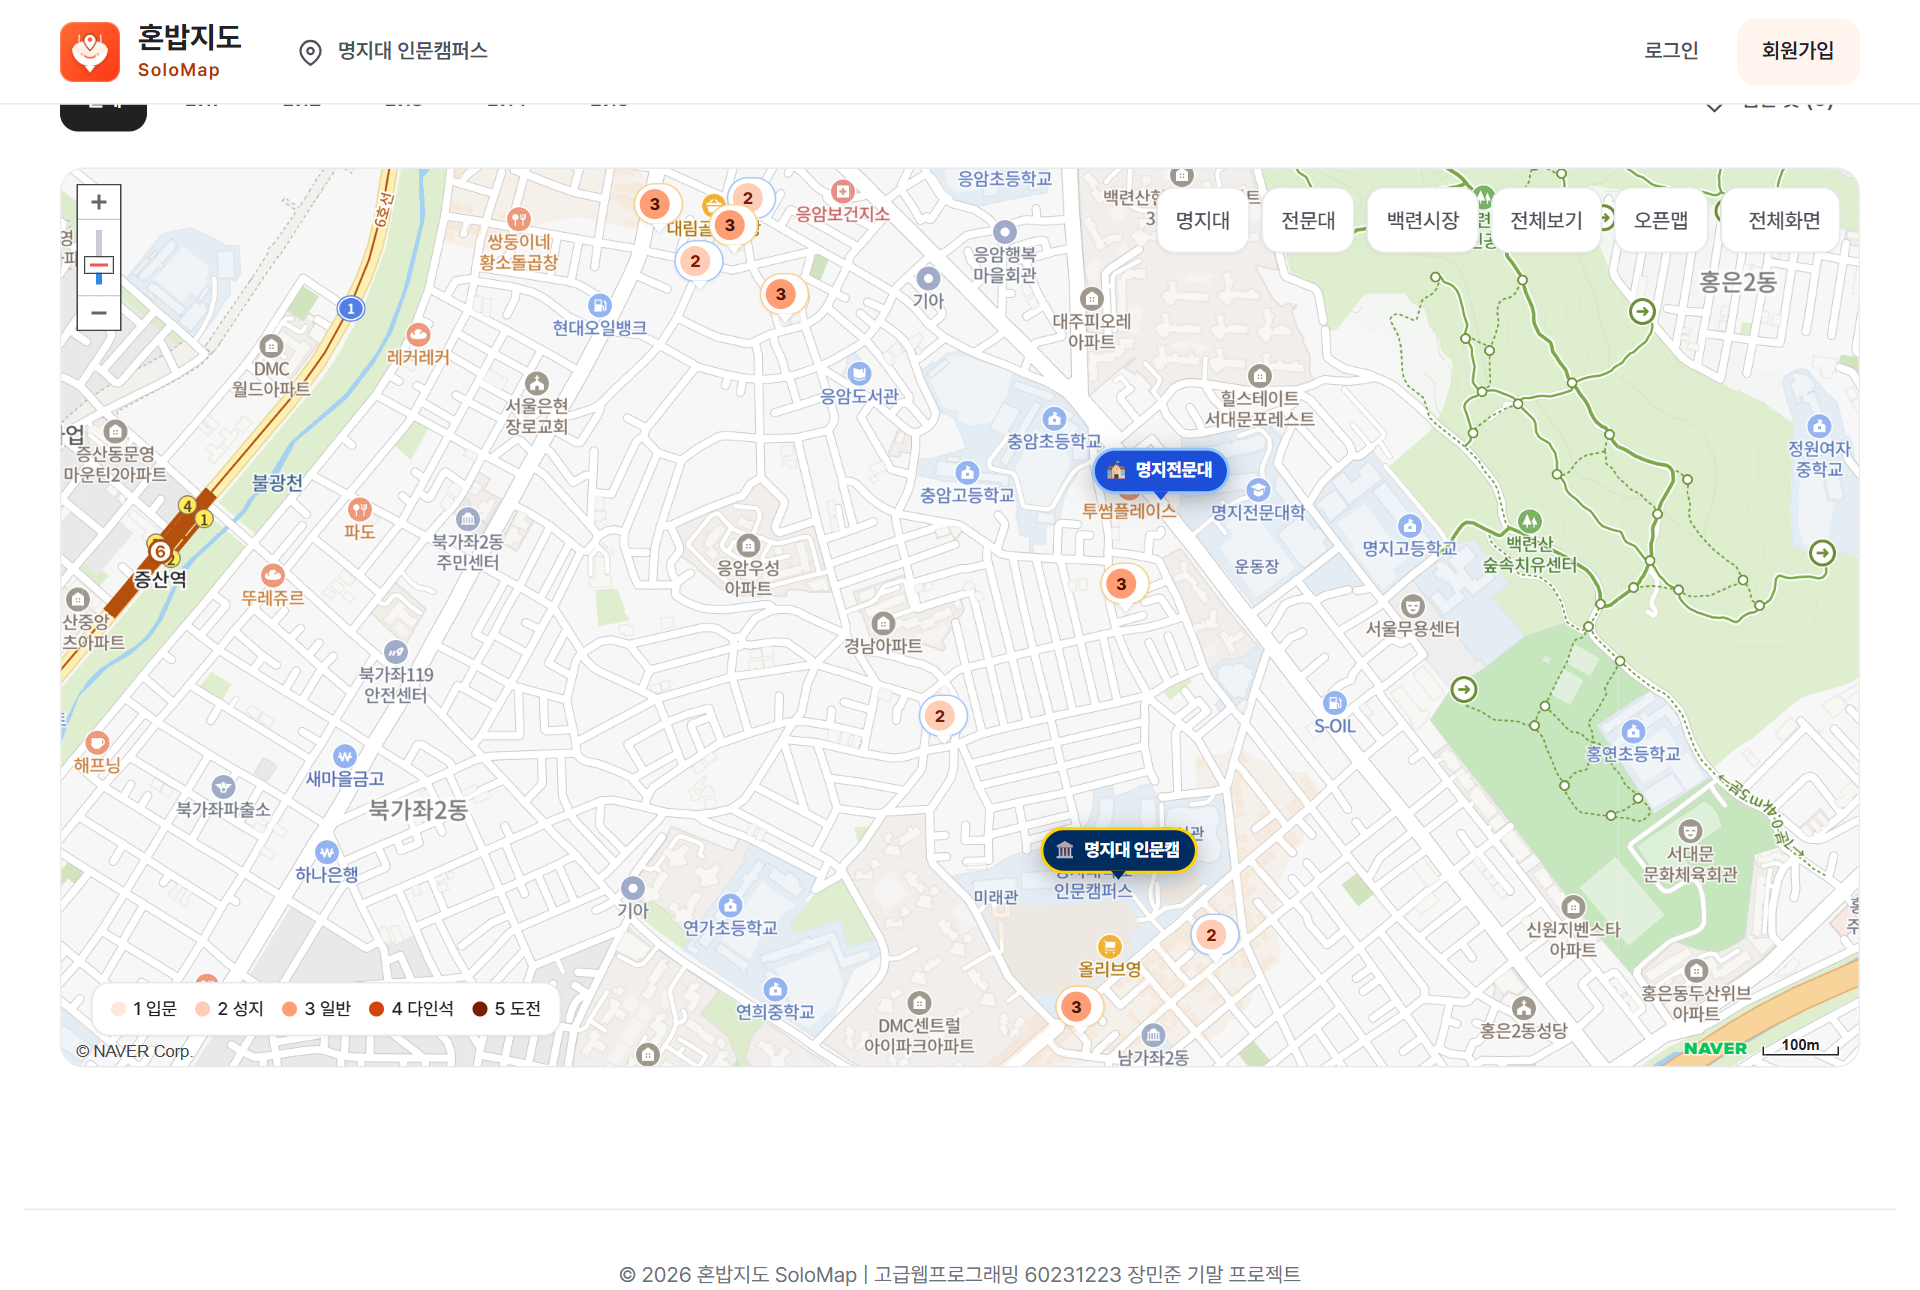 혼밥지도
SoloMap
명지대 인문캠퍼스
로그인
회원가입
명지대
전문대
백련시장
전체보기
오픈맵
전체화면
6호선
쌍둥이네
황소돌곱창
3
2
3
2
3
응암보건지소
응암초등학교
응암행복
마을회관
기아
대주피오레
아파트
홍은2동
1
현대오일뱅크
레커레커
DMC
월드아파트
서울은현
장로교회
응암도서관
힐스테이트
서대문포레스트
충암초등학교
충암고등학교
명지전문대
투썸플레이스
명지전문대학
운동장
명지고등학교
백련산
숲속치유센터
정원여자
중학교
증산동문영
마운틴2아파트
불광천
4
1
6
2
증산역
파도
북가좌2동
주민센터
응암우성
아파트
뚜레쥬르
경남아파트
3
서울무용센터
북가좌119
안전센터
2
S-OIL
홍연초등학교
해프닝
새마을금고
북가좌파출소
북가좌2동
하나은행
명지대 인문캠
인문캠퍼스
미래관
서대문
문화체육회관
기아
연가초등학교
2
올리브영
신원지벤스타
아파트
연희중학교
DMC센트럴
아이파크아파트
3
남가좌2동
홍은2동성당
홍은동두산위브
아파트
1 입문
2 성지
3 일반
4 다인석
5 도전
© NAVER Corp.
NAVER
100m
© 2026 혼밥지도 SoloMap | 고급웹프로그래밍 60231223 장민준 기말 프로젝트